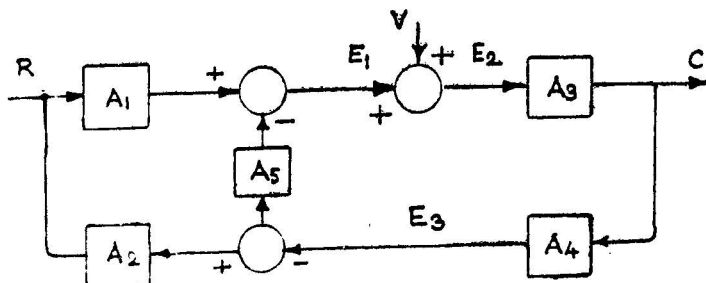 V
R E₁ + E₂ C
A₁ + + A₃
−
A₅
E₃
A₂ + − A₄